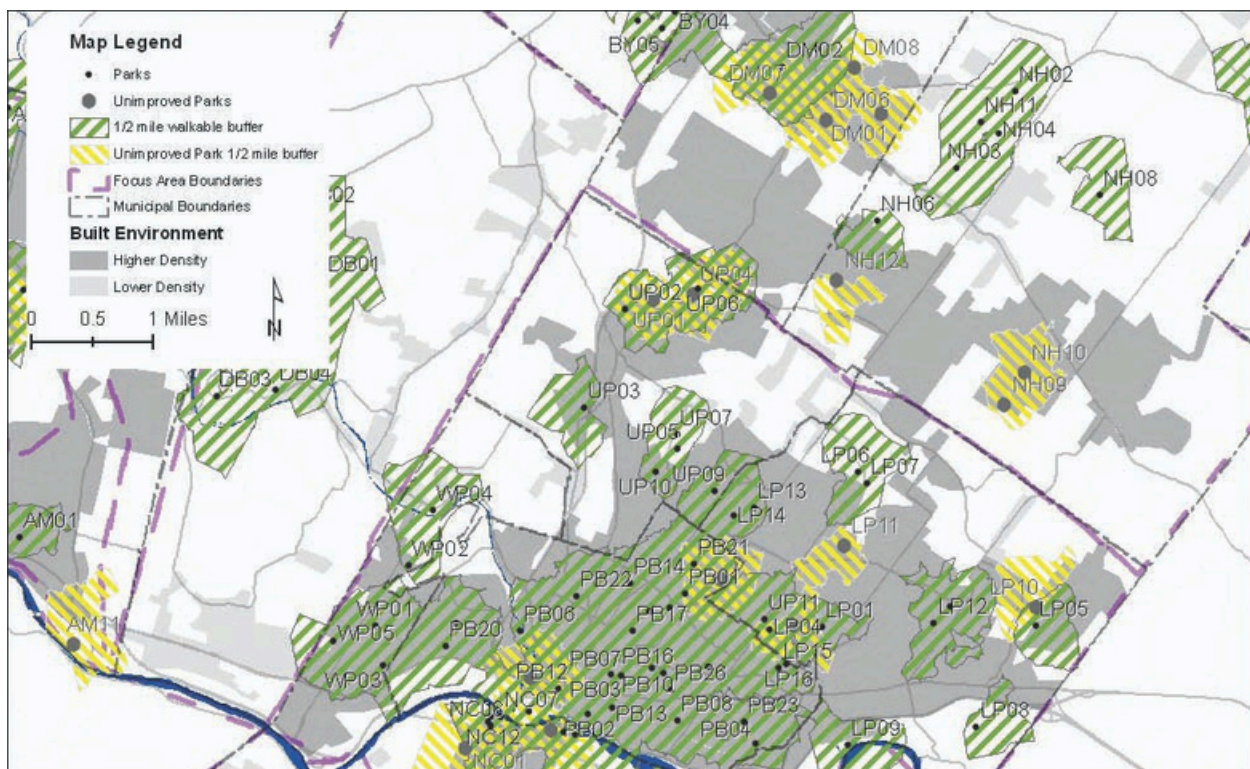 Map Legend
Parks
Unimproved Parks
1/2 mile walkable buffer
Unimproved Park 1/2 mile buffer
Focus Area Boundaries
Municipal Boundaries
Built Environment
Higher Density
Lower Density
0 0.5 1 Miles
N
BY04
BY05
DM02
DM08
DM07
DM06
DM01
NH02
NH11
NH04
NH03
NH08
NH06
NH12
NH10
NH09
02
DB01
DB03
DB04
UP04
UP02
UP06
UP01
UP03
UP07
UP05
UP09
UP10
LP06
LP07
LP13
LP14
LP11
WP04
WP02
AM01
AM11
PB21
PB14
PB01
PB22
PB17
PB06
WP01
WP05
WP03
PB20
UP11
LP01
LP04
LP15
LP16
LP12
LP10
LP05
LP08
LP09
PB12
PB07
PB16
PB26
PB03
PB10
PB13
PB08
PB23
PB04
PB02
NC07
NC06
NC12
NC01